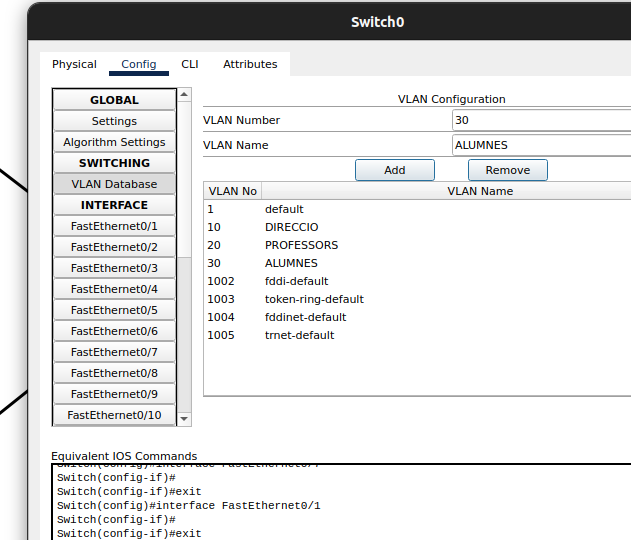 Switch0
Physical Config CLI Attributes
GLOBAL
Settings
Algorithm Settings
SWITCHING
VLAN Database
INTERFACE
FastEthernet0/1
FastEthernet0/2
FastEthernet0/3
FastEthernet0/4
FastEthernet0/5
FastEthernet0/6
FastEthernet0/7
FastEthernet0/8
FastEthernet0/9
FastEthernet0/10
VLAN Configuration
VLAN Number 30
VLAN Name ALUMNES
Add Remove
VLAN No VLAN Name
1 default
10 DIRECCIO
20 PROFESSORS
30 ALUMNES
1002 fddi-default
1003 token-ring-default
1004 fddinet-default
1005 trnet-default
Equivalent IOS Commands
Switch(config)#interface
Switch(config-if)#
Switch(config-if)#exit
Switch(config)#interface FastEthernet0/1
Switch(config-if)#
Switch(config-if)#exit